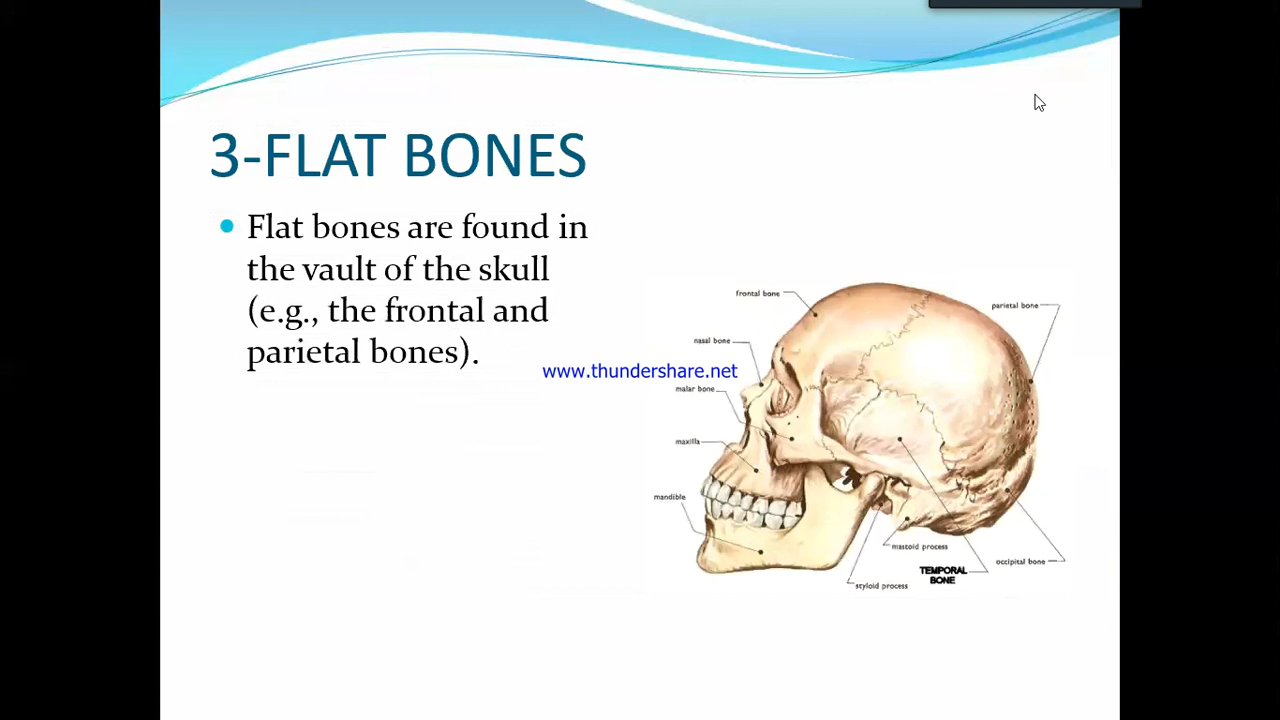 3-FLAT BONES
Flat bones are found in
the vault of the skull
(e.g., the frontal and
parietal bones).
www.thundershare.net
frontal bone
parietal bone
nasal bone
malar bone
maxilla
mandible
mastoid process
occipital bone
TEMPORAL
BONE
styloid process